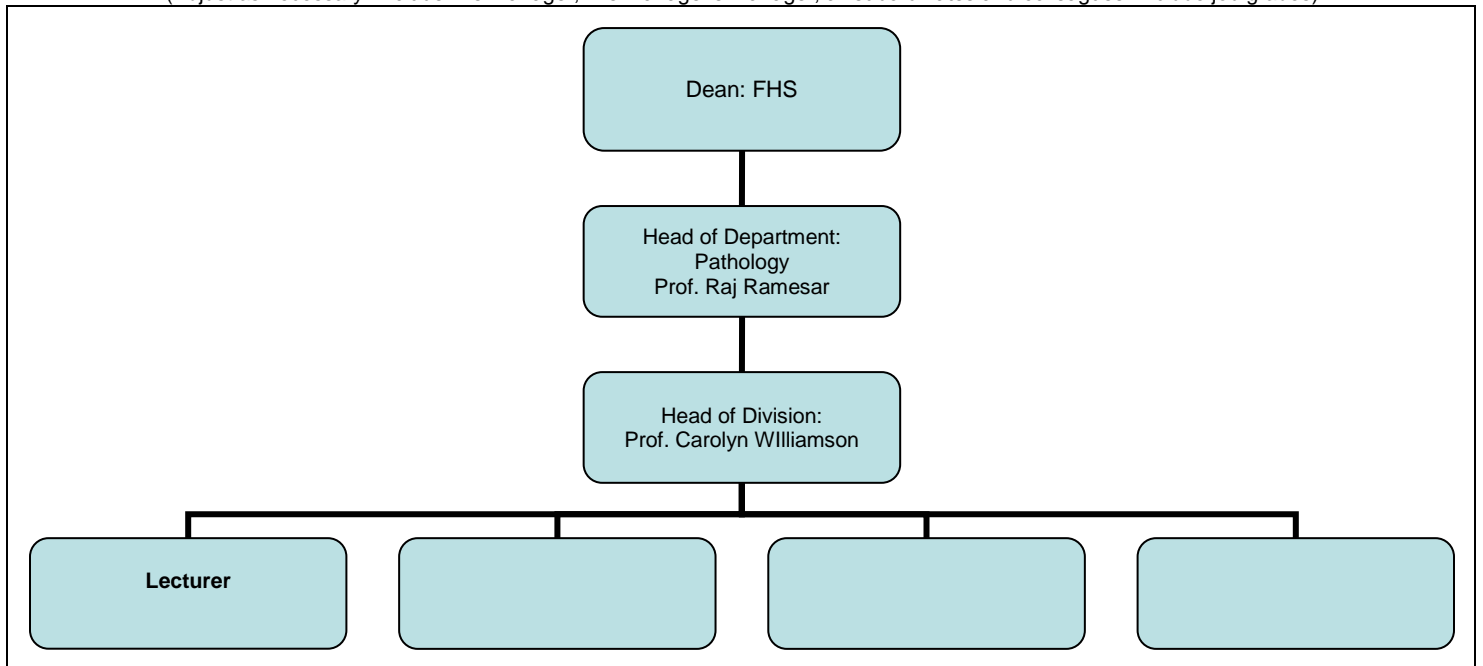 Dean: FHS
Head of Department:
Pathology
Prof. Raj Ramesar
Head of Division:
Prof. Carolyn WIlliamson
Lecturer